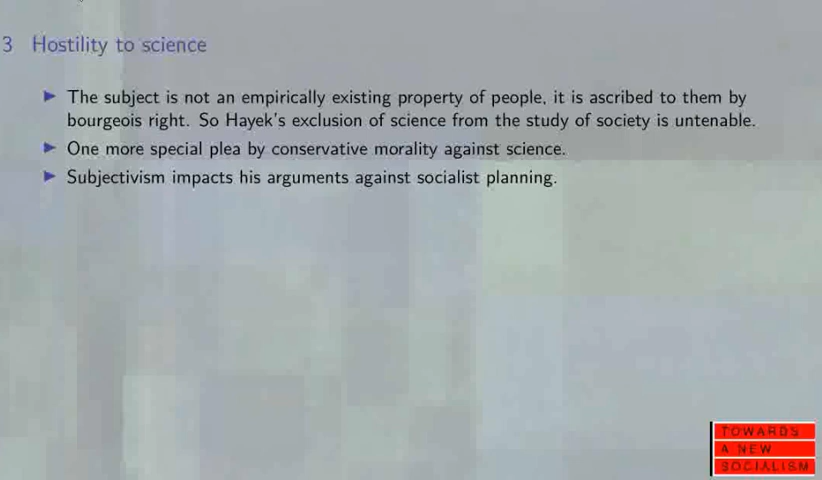 3 Hostility to science
▶ The subject is not an empirically existing property of people, it is ascribed to them by
bourgeois right. So Hayek's exclusion of science from the study of society is untenable.
▶ One more special plea by conservative morality against science.
▶ Subjectivism impacts his arguments against socialist planning.
TOWARDS
A NEW
SOCIALISM